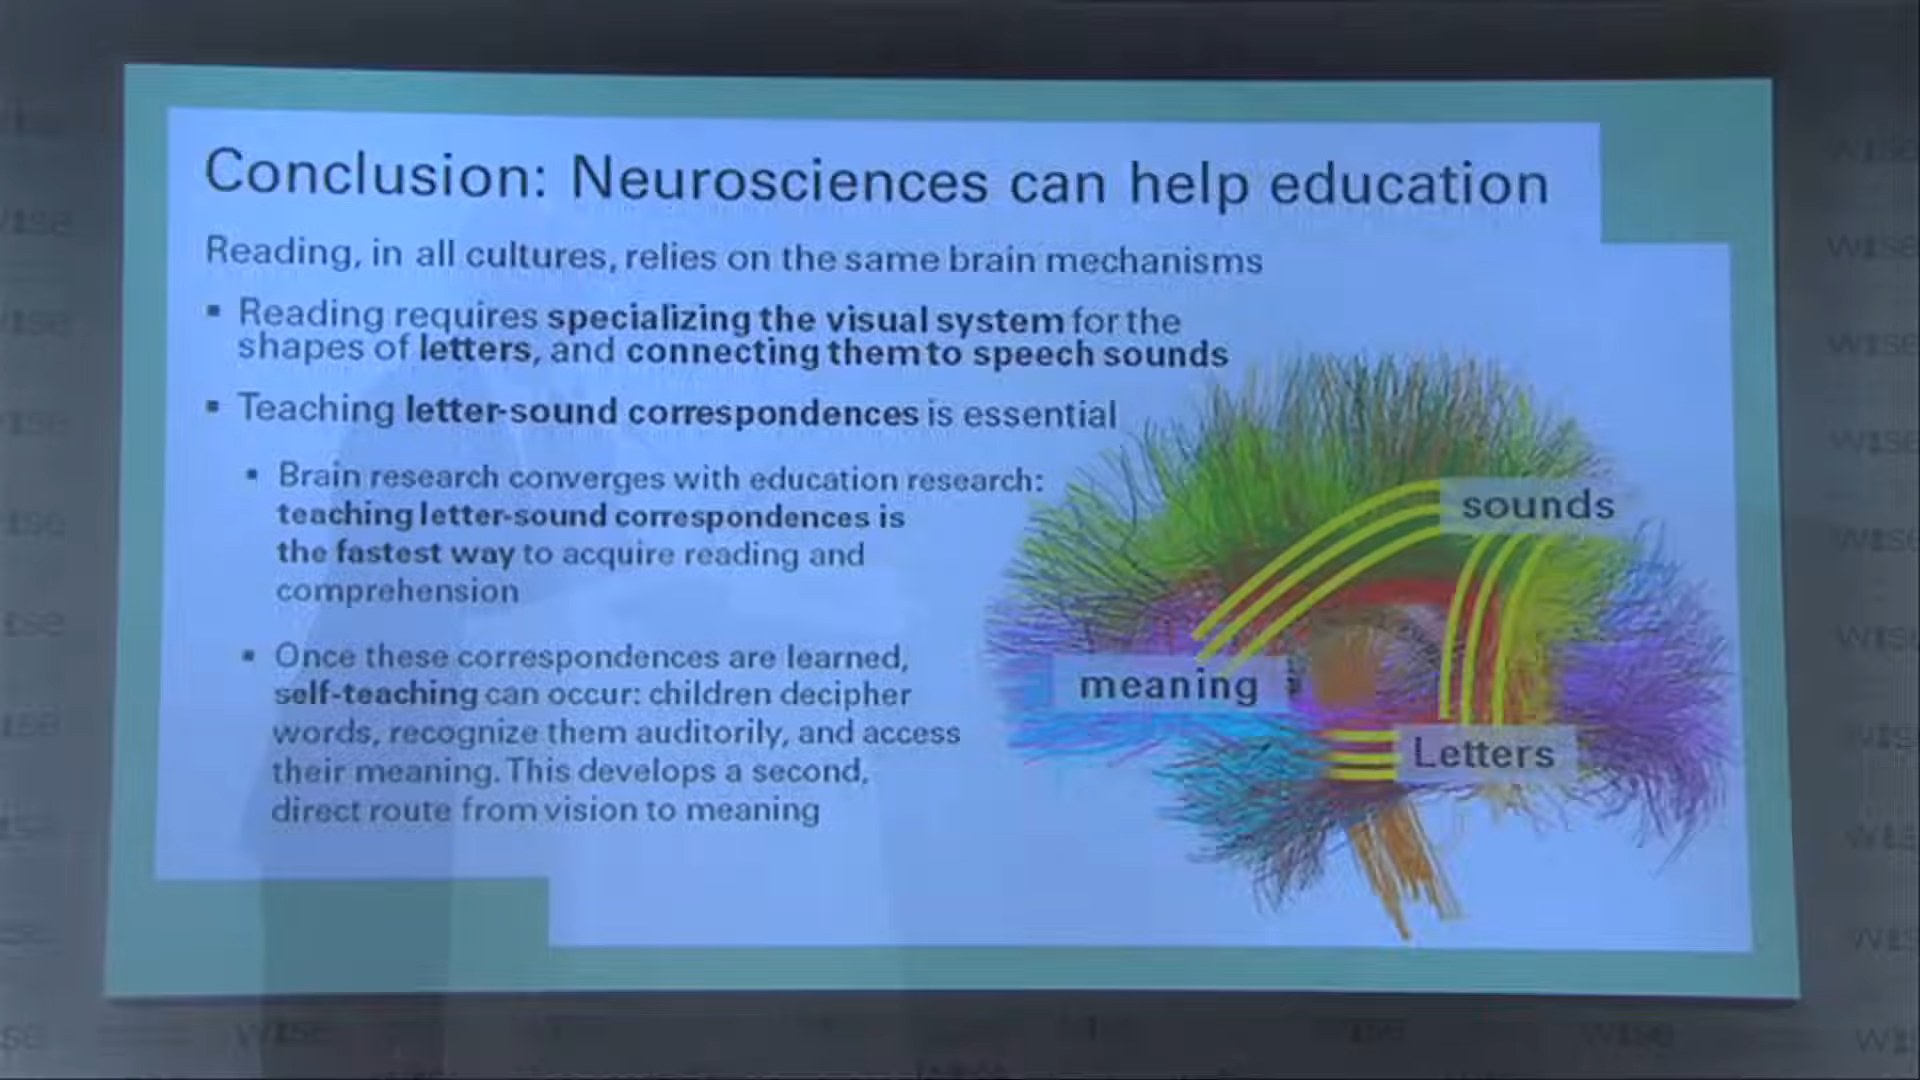 Conclusion: Neurosciences can help education
Reading, in all cultures, relies on the same brain mechanisms
▪ Reading requires specializing the visual system for the
shapes of letters, and connecting them to speech sounds
▪ Teaching letter-sound correspondences is essential
▪ Brain research converges with education research:
teaching letter-sound correspondences is
the fastest way to acquire reading and
comprehension
▪ Once these correspondences are learned,
self-teaching can occur: children decipher
words, recognize them auditorily, and access
their meaning. This develops a second,
direct route from vision to meaning
sounds
meaning
Letters